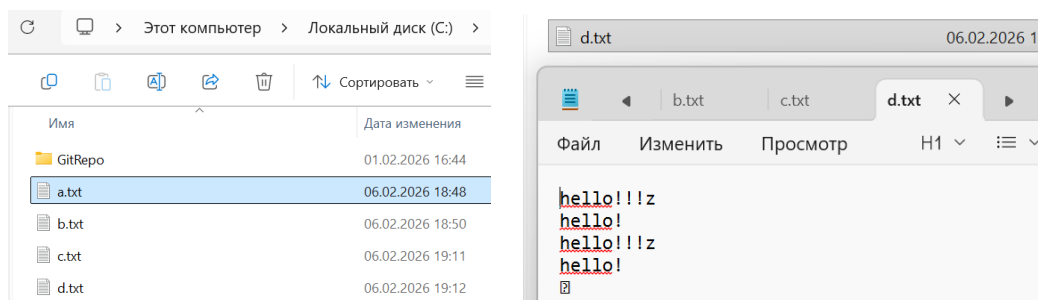 Этот компьютер > Локальный диск (C:) >
Сортировать
Имя Дата изменения
GitRepo 01.02.2026 16:44
a.txt 06.02.2026 18:48
b.txt 06.02.2026 18:50
c.txt 06.02.2026 19:11
d.txt 06.02.2026 19:12
d.txt 06.02.2026 1
b.txt c.txt d.txt
Файл Изменить Просмотр H1
hello!!!z
hello!
hello!!!z
hello!